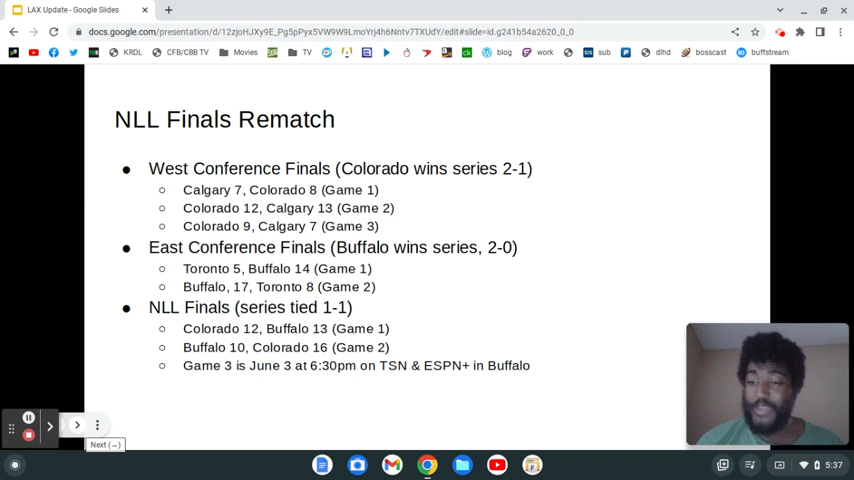 LAX Update - Google Slides
docs.google.com/presentation/d/12zjoHJXy9E_Pg5pPyx5VW9W9LmoYrj4h6Nntv7TXUdY/edit#slide=id.g241b54a2620_0_0
KRDL CFB/CBB TV Movies TV blog work sub dlhd bosscast buffstream
NLL Finals Rematch
● West Conference Finals (Colorado wins series 2-1)
○ Calgary 7, Colorado 8 (Game 1)
○ Colorado 12, Calgary 13 (Game 2)
○ Colorado 9, Calgary 7 (Game 3)
● East Conference Finals (Buffalo wins series, 2-0)
○ Toronto 5, Buffalo 14 (Game 1)
○ Buffalo, 17, Toronto 8 (Game 2)
● NLL Finals (series tied 1-1)
○ Colorado 12, Buffalo 13 (Game 1)
○ Buffalo 10, Colorado 16 (Game 2)
○ Game 3 is June 3 at 6:30pm on TSN & ESPN+ in Buffalo
Next (→)
5:37